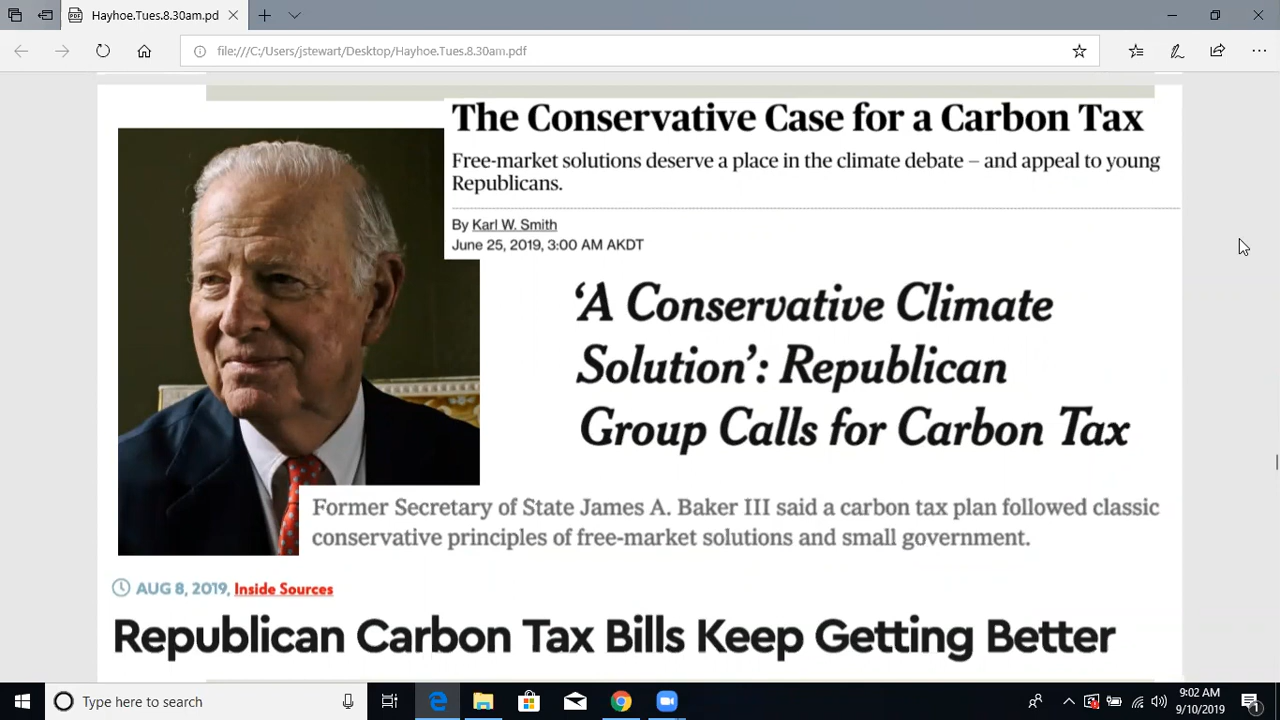 Hayhoe.Tues.8.30am.p
file:///C:/Users/jstewart/Desktop/Hayhoe.Tues.8.30am.pdf
The Conservative Case for a Carbon Tax
Free-market solutions deserve a place in the climate debate – and appeal to young
Republicans.
By Karl W. Smith
June 25, 2019, 3:00 AM AKDT
‘A Conservative Climate
Solution’: Republican
Group Calls for Carbon Tax
Former Secretary of State James A. Baker III said a carbon tax plan followed classic
conservative principles of free-market solutions and small government.
AUG 8, 2019, Inside Sources
Republican Carbon Tax Bills Keep Getting Better
Type here to search
9:02 AM
9/10/2019
1